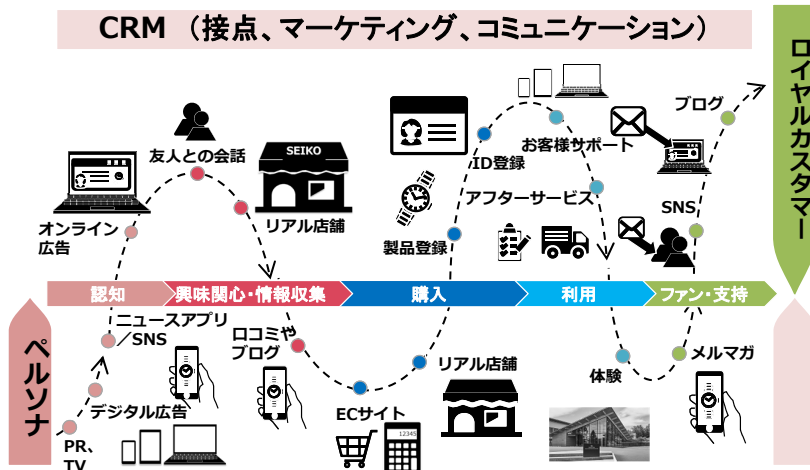 CRM （接点、マーケティング、コミュニケーション）
ロイヤルカスタマー
ブログ
友人との会話
SEIKO
お客様サポート
ID登録
リアル店舗
アフターサービス
SNS
オンライン
広告
製品登録
認知
興味関心・情報収集
購入
利用
ファン・支持
ペルソナ
ニュースアプリ
／SNS
口コミや
ブログ
リアル店舗
体験
メルマガ
デジタル広告
ECサイト
12345
PR、
TV